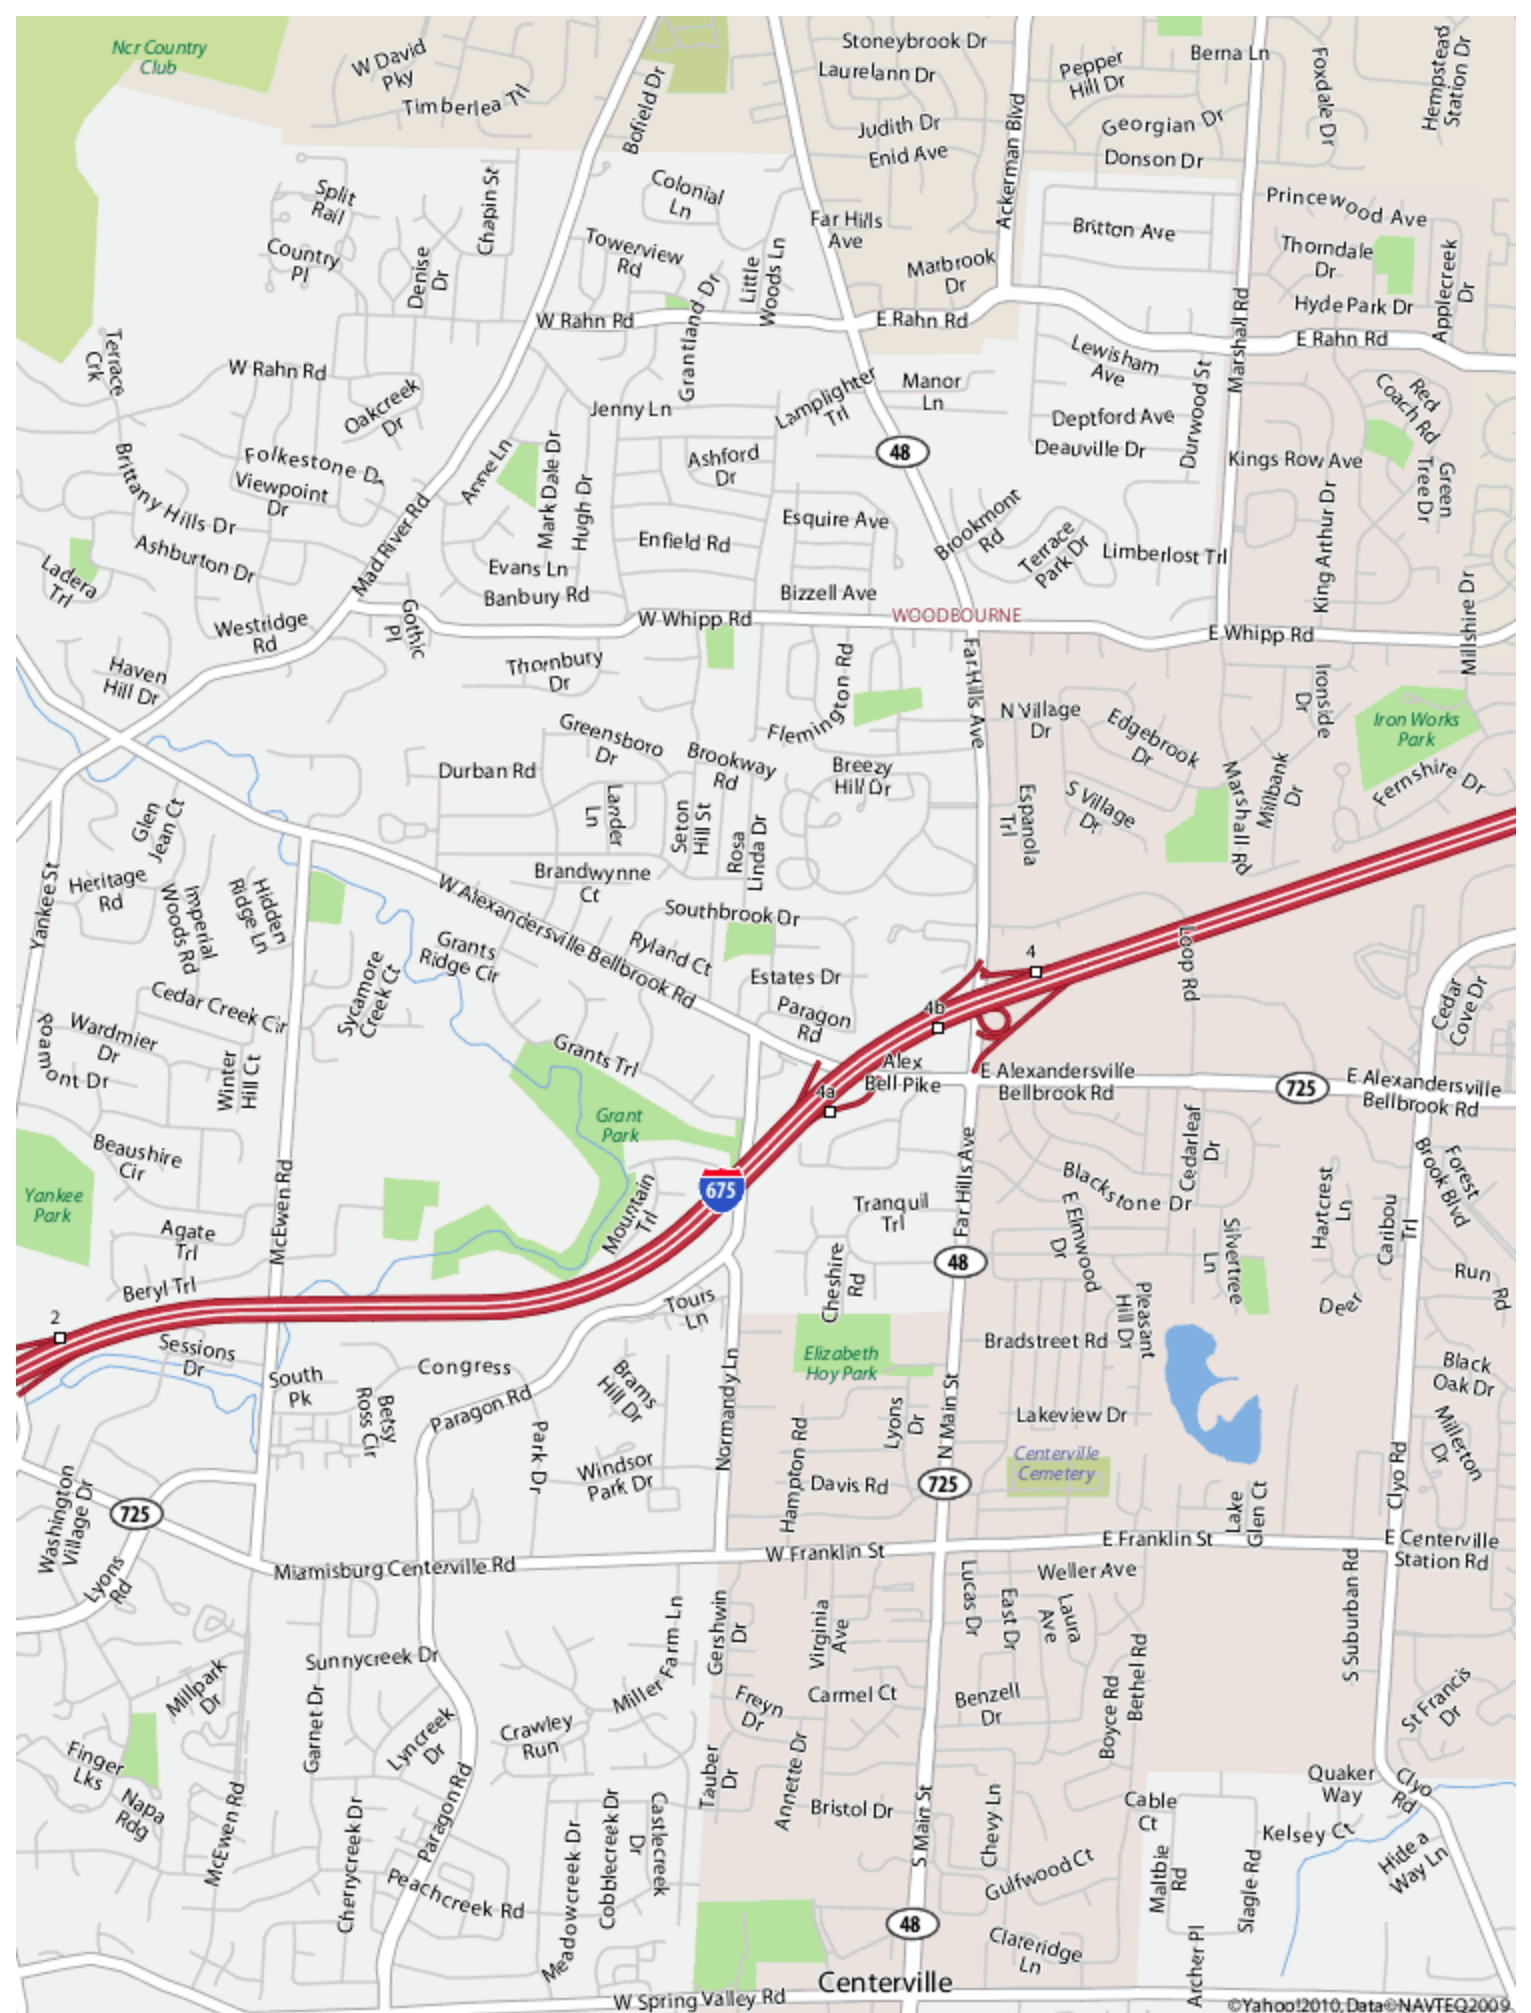 Ncr Country
Club
W David
Pky
Timberlea Trl
Bofield Dr
Stoneybrook Dr
Laurelann Dr
Judith Dr
Enid Ave
Ackerman Blvd
Pepper
Hill Dr
Berna Ln
Georgian Dr
Donson Dr
Foxdale Dr
Hempstead
Station Dr
Split
Rail
Country
Pl
Denise
Dr
Chapin St
Colonial
Ln
Towerview
Rd
Little
Woods Ln
Far Hills
Ave
Marbrook
Dr
Britton Ave
Princewood Ave
Thorndale
Dr
Hyde Park Dr
Applecreek
Dr
W Rahn Rd
Grantland Dr
E Rahn Rd
Marshall Rd
E Rahn Rd
Terrace
Crk
W Rahn Rd
Oakcreek
Dr
Jenny Ln
Lamplighter
Trl
Manor
Ln
Lewisham
Ave
Deptford Ave
Deauville Dr
Durwood St
Red
Coach Rd
Kings Row Ave
Green
Tree Dr
48
Brittany Hills Dr
Folkestone D
Viewpoint
Dr
Anne Ln
Mark Dale Dr
Hugh Dr
Ashford
Dr
Esquire Ave
Enfield Rd
Brookmont
Rd
Terrace
Park Dr
Limberlost Trl
King Arthur Dr
Ashburton Dr
Mad River Rd
Ladera
Trl
Evans Ln
Banbury Rd
Bizzell Ave
Millshire Dr
Westridge
Rd
Gothic
Pl
W Whipp Rd
WOODBOURNE
E Whipp Rd
Haven
Hill Dr
Thornbury
Dr
Flemington Rd
Far Hills Ave
N Village
Dr
Edgebrook
Dr
Ironside
Dr
Iron Works
Park
Greensboro
Dr
Brookway
Rd
Durban Rd
Breezy
Hill Dr
S Village
Dr
Espanola
Trl
Marshall Rd
Millbank
Dr
Fernshire Dr
Glen
Jean Ct
Lander
Ln
Seton
Hill St
Rosa
Linda Dr
Yankee St
Heritage
Rd
Imperial
Woods Rd
Hidden
Ridge Ln
Brandwynne
Ct
W Alexandersville Bellbrook Rd
Southbrook Dr
Ryland Ct
Grants
Ridge Cir
Sycamore
Creek Ct
Estates Dr
Paragon
Rd
4
4b
Loop Rd
Cedar
Cove Dr
Cedar Creek Cir
Wardmier
Dr
Roamont Dr
Winter
Hill Ct
Grants Trl
Grant
Park
4a
Alex
Bell Pike
E Alexandersville
Bellbrook Rd
725
E Alexandersville
Bellbrook Rd
Beaushire
Cir
Yankee
Park
Agate
Trl
Beryl Trl
McEwen Rd
Mountain
Trl
675
Tranquil
Trl
Cheshire
Rd
Far Hills Ave
48
Cedarleaf
Dr
Blackstone Dr
E Elmwood
Dr
Silvertree
Ln
Hartcrest
Ln
Caribou
Trl
Forest
Brook Blvd
Deer
Run
Rd
2
Sessions
Dr
South
Pk
Betsy
Ross Cir
Congress
Park Dr
Paragon Rd
Tours
Ln
Brams
Hill Dr
Windsor
Park Dr
Normandy Ln
Elizabeth
Hoy Park
Lyons
Dr
Hampton Rd
Davis Rd
N Main St
725
Bradstreet Rd
Pleasant
Hill Dr
Lakeview Dr
Centerville
Cemetery
Lake
Glen Ct
Black
Oak Dr
Millerton
Dr
Clyo Rd
Washington
Village Dr
725
Lyons
Rd
Miamisburg Centerville Rd
W Franklin St
E Franklin St
E Centerville
Station Rd
Weller Ave
Lucas Dr
East Dr
Laura
Ave
S Suburban Rd
Millpark
Dr
Sunnycreek Dr
Garnet Dr
Lyncreek
Dr
Crawley
Run
Miller Farm Ln
Gershwin
Dr
Virginia
Ave
Freyn
Dr
Carmel Ct
Benzell
Dr
Boyce Rd
Bethel Rd
St Francis
Dr
Finger
Lks
Napa
Rdg
McEwen Rd
Cherrycreek Dr
Paragon Rd
Peachcreek Rd
Meadowcreek Dr
Cobblecreek Dr
Castlecreek
Dr
Tauber
Dr
Annette Dr
Bristol Dr
S Main St
Chevy Ln
Gulfwood Ct
Cable
Ct
Maltbie
Rd
Slagle Rd
Quaker
Way
Clyo
Rd
Kelsey Ct
Hide a
Way Ln
48
Clareridge
Ln
Archer Pl
Centerville
W Spring Valley Rd
©Yahoo!2010, Data©NAVTEQ2009